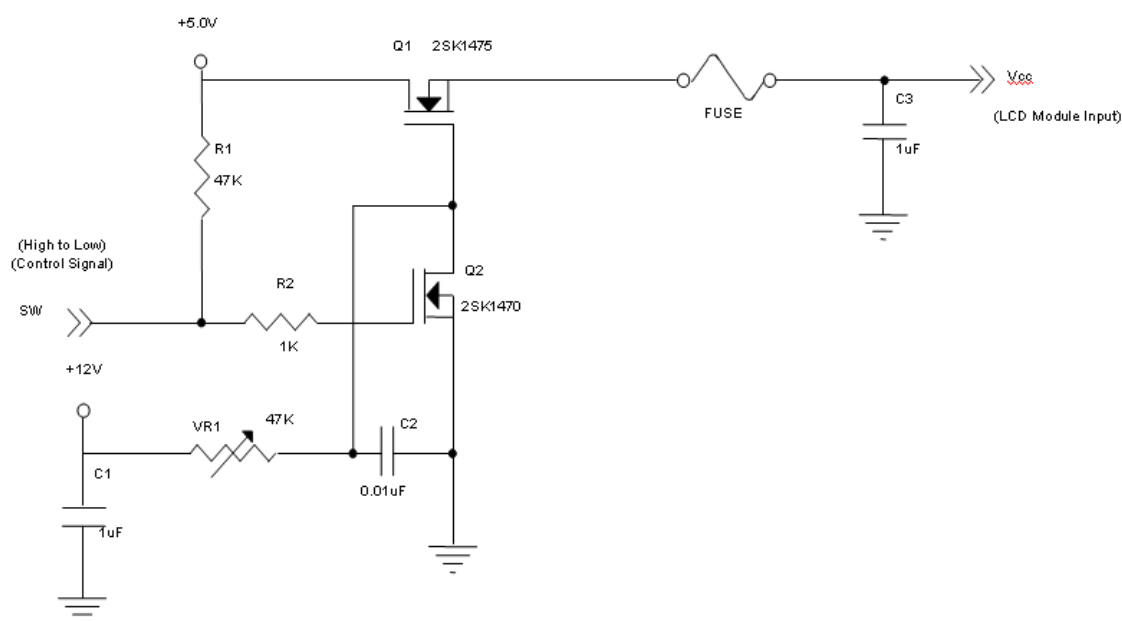 +5.0V
Q1 2SK1475
Vcc
FUSE
C3
(LCD Module Input)
R1
1uF
47K
(High to Low)
(Control Signal)
Q2
R2
SW
2SK1470
1K
+12V
VR1
47K
C2
C1
0.01uF
1uF